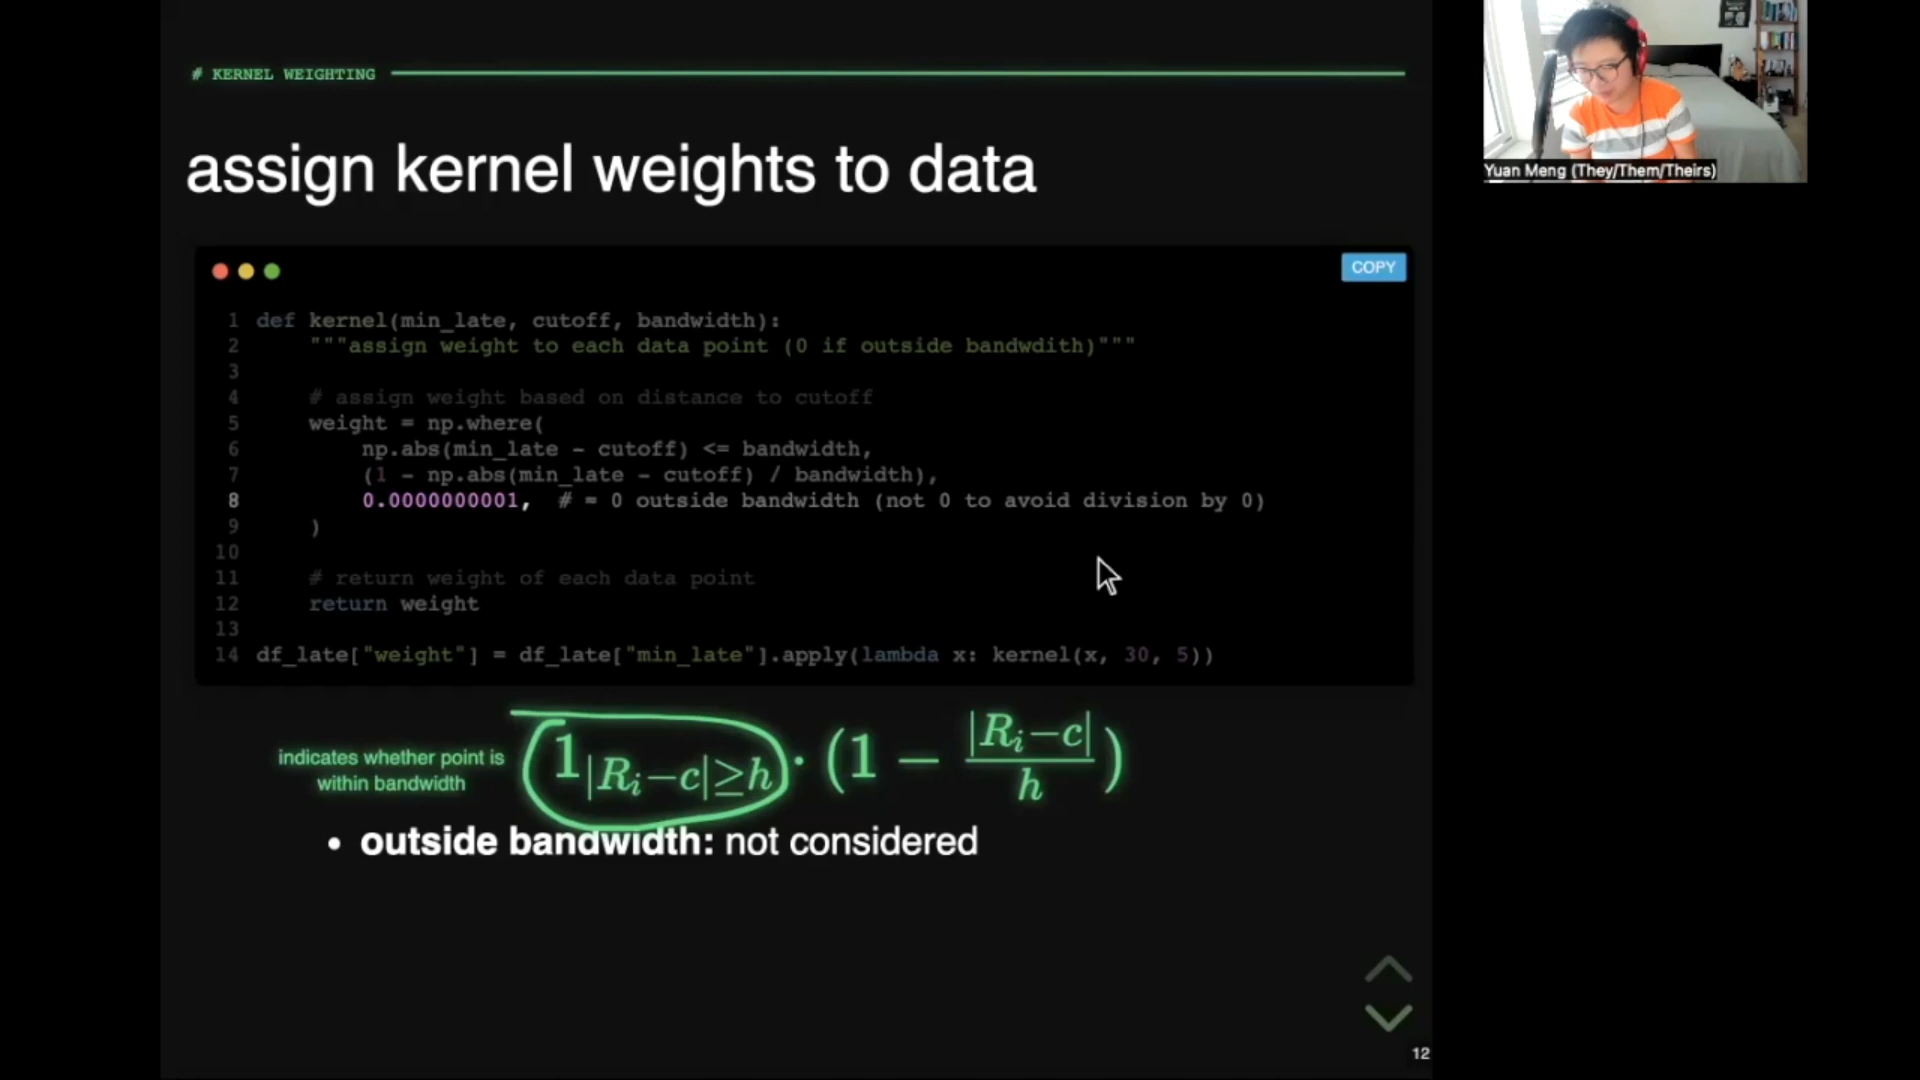 # KERNEL WEIGHTING
assign kernel weights to data
COPY
1 def kernel(min_late, cutoff, bandwidth):
2 """assign weight to each data point (0 if outside bandwdith)"""
3
4 # assign weight based on distance to cutoff
5 weight = np.where(
6 np.abs(min_late - cutoff) <= bandwidth,
7 (1 - np.abs(min_late - cutoff) / bandwidth),
8 0.0000000001, # ≈ 0 outside bandwidth (not 0 to avoid division by 0)
9 )
10
11 # return weight of each data point
12 return weight
13
14 df_late["weight"] = df_late["min_late"].apply(lambda x: kernel(x, 30, 5))
indicates whether point is
within bandwidth
1|Ri−c|≥h · (1 − |Ri−c| / h)
• outside bandwidth: not considered
12
Yuan Meng (They/Them/Theirs)